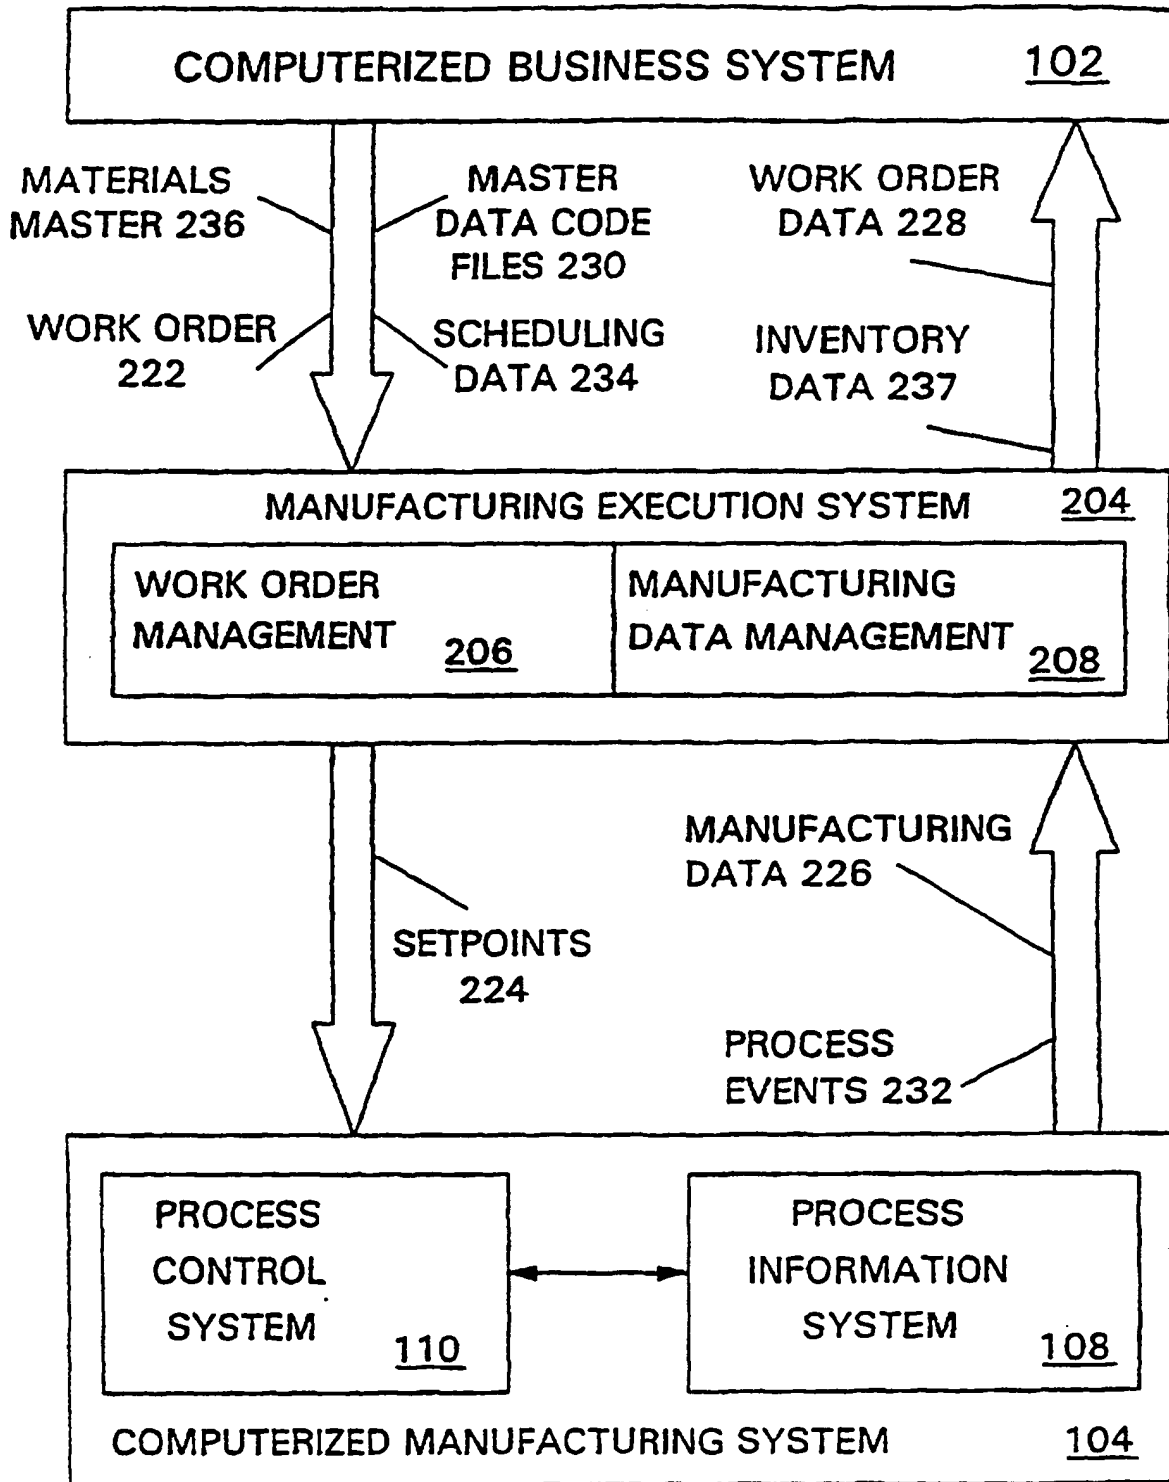 COMPUTERIZED BUSINESS SYSTEM 102
MATERIALS
MASTER 236
MASTER
DATA CODE
FILES 230
WORK ORDER
DATA 228
WORK ORDER
222
SCHEDULING
DATA 234
INVENTORY
DATA 237
MANUFACTURING EXECUTION SYSTEM 204
WORK ORDER
MANAGEMENT 206
MANUFACTURING
DATA MANAGEMENT 208
SETPOINTS
224
MANUFACTURING
DATA 226
PROCESS
EVENTS 232
PROCESS
CONTROL
SYSTEM
110
PROCESS
INFORMATION
SYSTEM
108
COMPUTERIZED MANUFACTURING SYSTEM 104